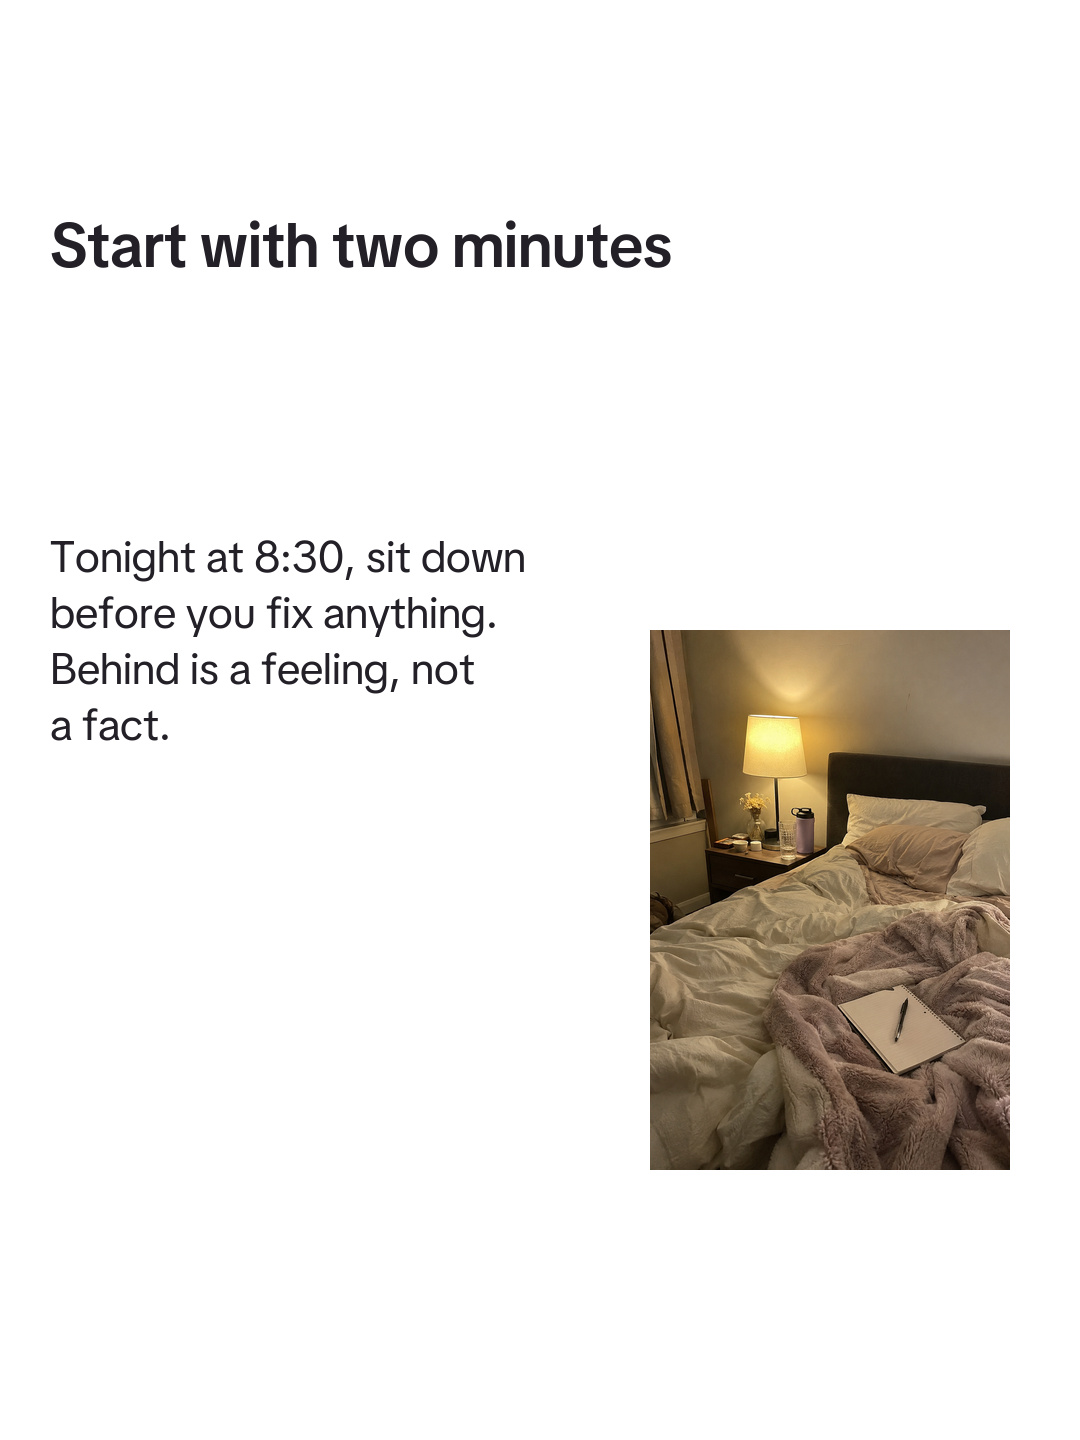 Start with two minutes
Tonight at 8:30, sit down
before you fix anything.
Behind is a feeling, not
a fact.